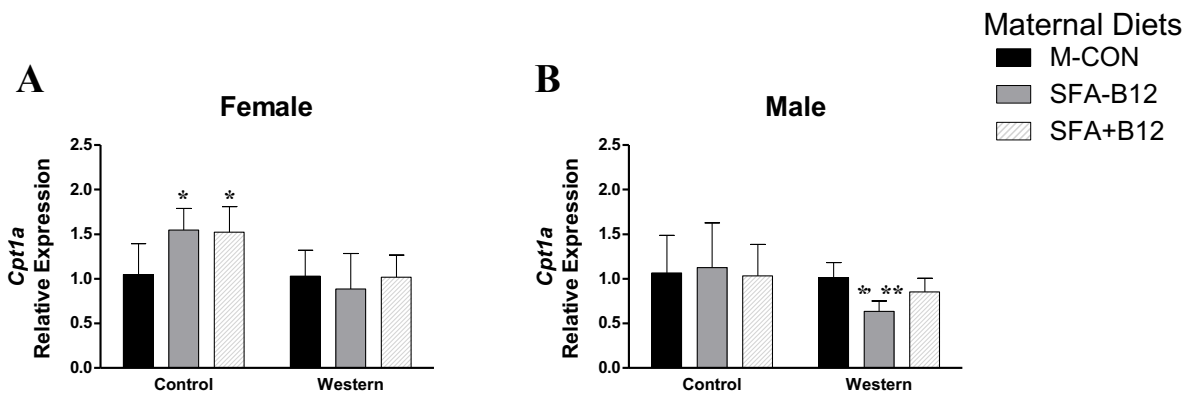 Maternal Diets
M-CON
SFA-B12
SFA+B12
A
Female
Cpt1a
Relative Expression
2.5
2.0
1.5
1.0
0.5
0.0
*
*
Control
Western
B
Male
Cpt1a
Relative Expression
2.5
2.0
1.5
1.0
0.5
0.0
*, **
Control
Western